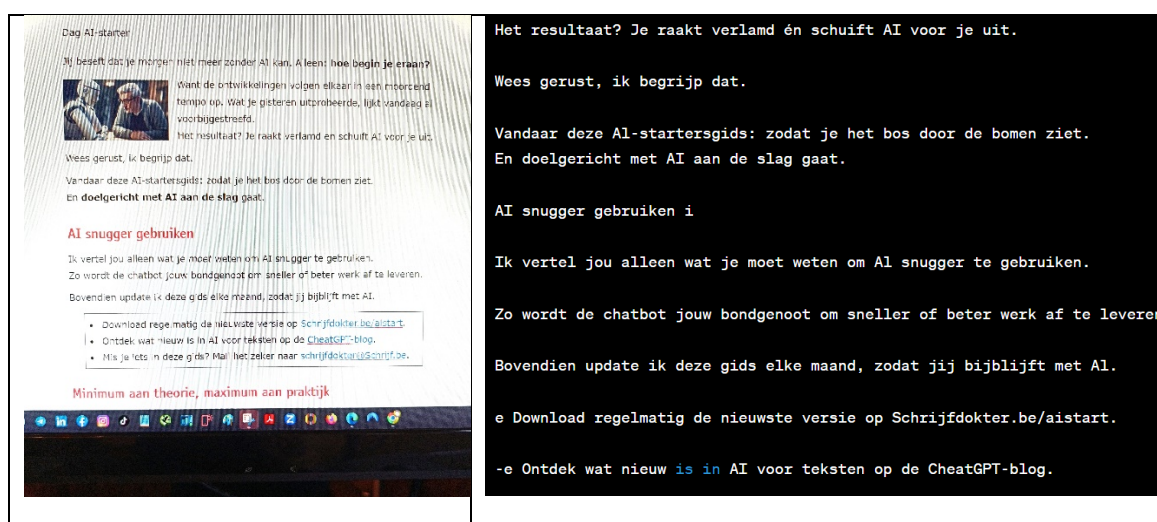 Dag AI-starter
Jij beseft dat je morgen niet meer zonder AI kan. Alleen: hoe begin je eraan?
Want de ontwikkelingen volgen elkaar in een moordend
tempo op. Wat je gisteren uitprobeerde, lijkt vandaag al
voorbijgestreefd.
Het resultaat? Je raakt verlamd en schuift AI voor je uit.
Wees gerust, ik begrijp dat.
Vandaar deze AI-startersgids: zodat je het bos door de bomen ziet.
En doelgericht met AI aan de slag gaat.
AI snugger gebruiken
Ik vertel jou alleen wat je moet weten om AI snugger te gebruiken.
Zo wordt de chatbot jouw bondgenoot om sneller of beter werk af te leveren.
Bovendien update ik deze gids elke maand, zodat jij bijblijft met AI.
• Download regelmatig de nieuwste versie op Schrijfdokter.be/aistart.
• Ontdek wat nieuw is in AI voor teksten op de CheatGPT-blog.
• Mis je iets in deze gids? Mail het zeker naar schrijfdokter@Schrijf.be.
Minimum aan theorie, maximum aan praktijk
Het resultaat? Je raakt verlamd én schuift AI voor je uit.
Wees gerust, ik begrijp dat.
Vandaar deze Al-startersgids: zodat je het bos door de bomen ziet.
En doelgericht met AI aan de slag gaat.
AI snugger gebruiken i
Ik vertel jou alleen wat je moet weten om Al snugger te gebruiken.
Zo wordt de chatbot jouw bondgenoot om sneller of beter werk af te leveren
Bovendien update ik deze gids elke maand, zodat jij bijblijft met Al.
e Download regelmatig de nieuwste versie op Schrijfdokter.be/aistart.
-e Ontdek wat nieuw is in AI voor teksten op de CheatGPT-blog.